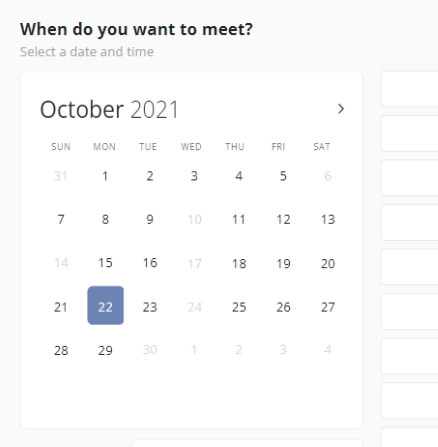 When do you want to meet?
Select a date and time
October 2021
SUN MON TUE WED THU FRI SAT
31 1 2 3 4 5 6
7 8 9 10 11 12 13
14 15 16 17 18 19 20
21 22 23 24 25 26 27
28 29 30 1 2 3 4